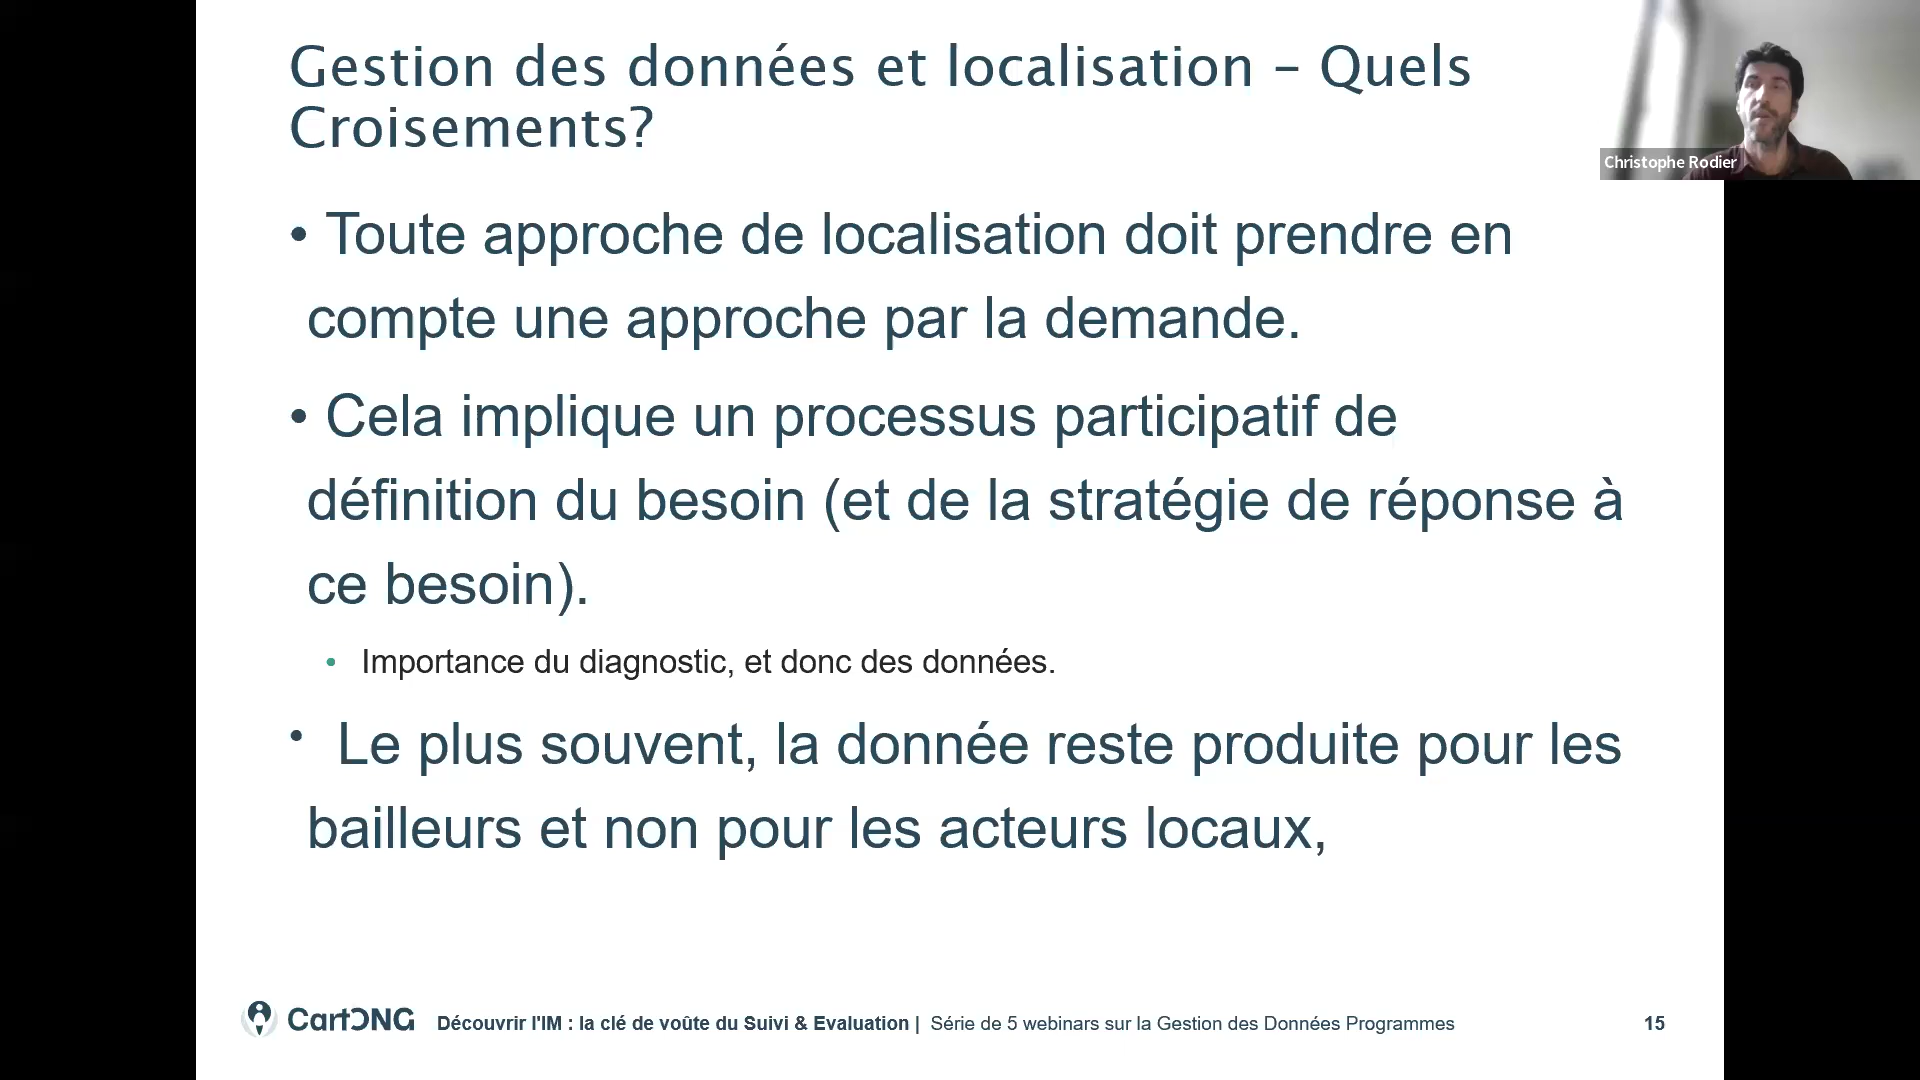 Gestion des données et localisation – Quels
Croisements?
Christophe Rodier
• Toute approche de localisation doit prendre en
compte une approche par la demande.
• Cela implique un processus participatif de
définition du besoin (et de la stratégie de réponse à
ce besoin).
• Importance du diagnostic, et donc des données.
• Le plus souvent, la donnée reste produite pour les
bailleurs et non pour les acteurs locaux,
CartONG Découvrir l'IM : la clé de voûte du Suivi & Evaluation | Série de 5 webinars sur la Gestion des Données Programmes 15